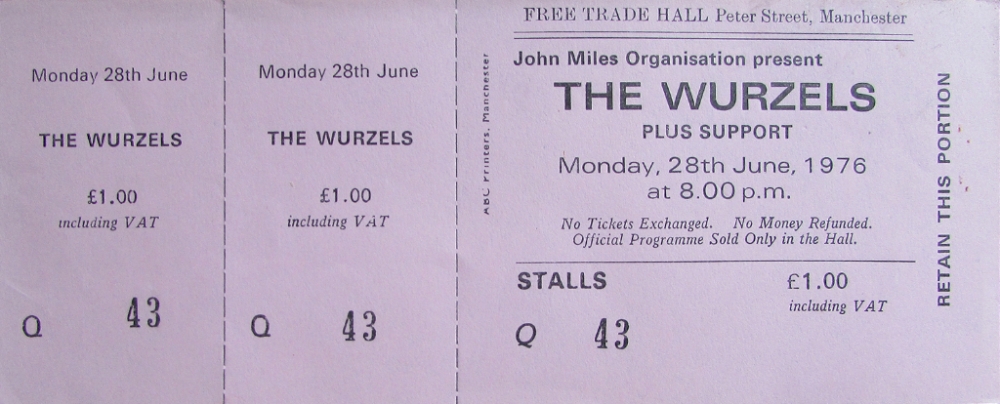 Monday 28th June
THE WURZELS
£1.00
including VAT
Q 43
Monday 28th June
THE WURZELS
£1.00
including VAT
Q 43
ABC Printers, Manchester
FREE TRADE HALL Peter Street, Manchester
John Miles Organisation present
THE WURZELS
PLUS SUPPORT
Monday, 28th June, 1976
at 8.00 p.m.
No Tickets Exchanged. No Money Refunded.
Official Programme Sold Only in the Hall.
STALLS £1.00
including VAT
Q 43
RETAIN THIS PORTION